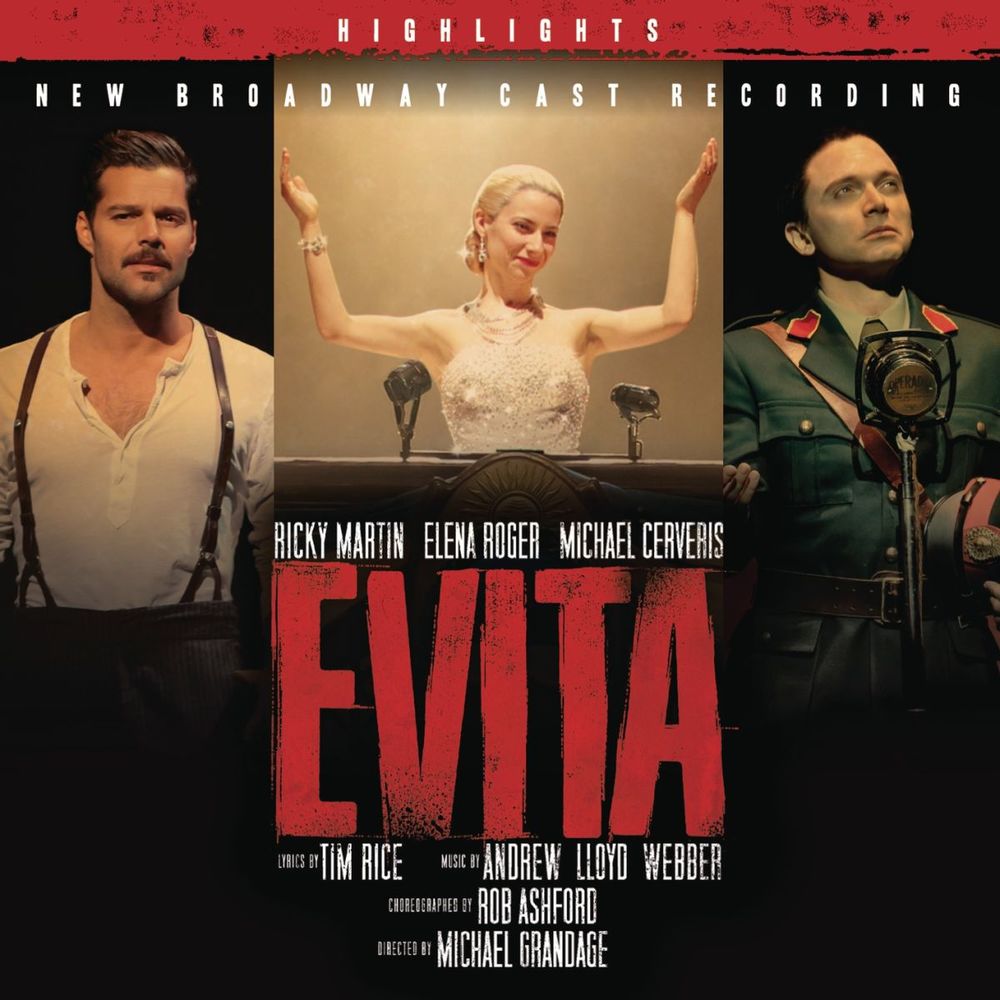 HIGHLIGHTS
NEW BROADWAY CAST RECORDING
OPERADIO
RICKY MARTIN ELENA ROGER MICHAEL CERVERIS
EVITA
LYRICS BY TIM RICE MUSIC BY ANDREW LLOYD WEBBER
CHOREOGRAPHED BY ROB ASHFORD
DIRECTED BY MICHAEL GRANDAGE